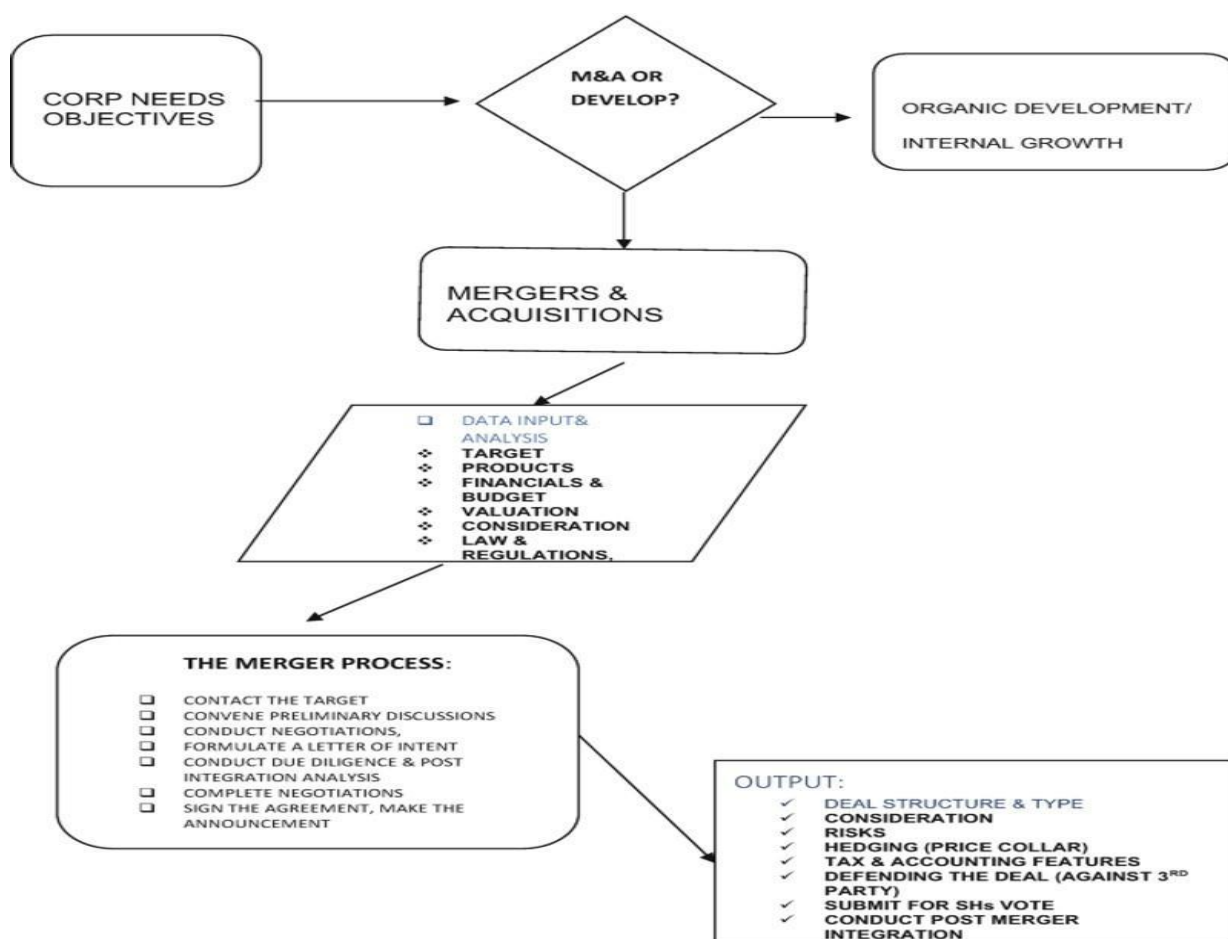 CORP NEEDS
OBJECTIVES
M&A OR
DEVELOP?
ORGANIC DEVELOPMENT/
INTERNAL GROWTH
MERGERS &
ACQUISITIONS
❑ DATA INPUT&
ANALYSIS
❖ TARGET
❖ PRODUCTS
❖ FINANCIALS &
BUDGET
❖ VALUATION
❖ CONSIDERATION
❖ LAW &
REGULATIONS,
THE MERGER PROCESS:
❑ CONTACT THE TARGET
❑ CONVENE PRELIMINARY DISCUSSIONS
❑ CONDUCT NEGOTIATIONS,
❑ FORMULATE A LETTER OF INTENT
❑ CONDUCT DUE DILIGENCE & POST
INTEGRATION ANALYSIS
❑ COMPLETE NEGOTIATIONS
❑ SIGN THE AGREEMENT, MAKE THE
ANNOUNCEMENT
OUTPUT:
✓ DEAL STRUCTURE & TYPE
✓ CONSIDERATION
✓ RISKS
✓ HEDGING (PRICE COLLAR)
✓ TAX & ACCOUNTING FEATURES
✓ DEFENDING THE DEAL (AGAINST 3RD
PARTY)
✓ SUBMIT FOR SHs VOTE
✓ CONDUCT POST MERGER
INTEGRATION